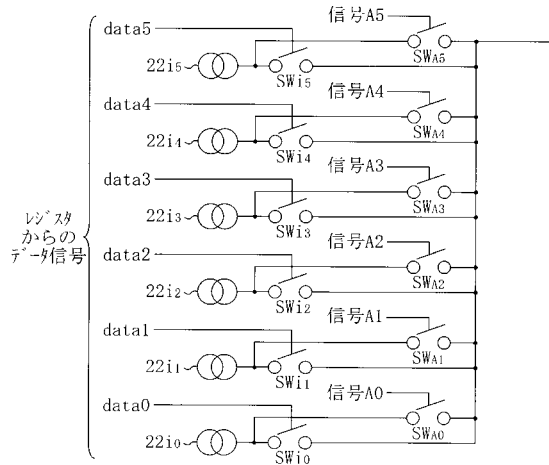 信号A5
data5
22i5
SWi5
SWA5
信号A4
data4
22i4
SWi4
SWA4
信号A3
data3
22i3
SWi3
SWA3
レジスタ
からの
データ信号
信号A2
data2
22i2
SWi2
SWA2
信号A1
data1
22i1
SWi1
SWA1
信号A0
data0
22i0
SWi0
SWA0